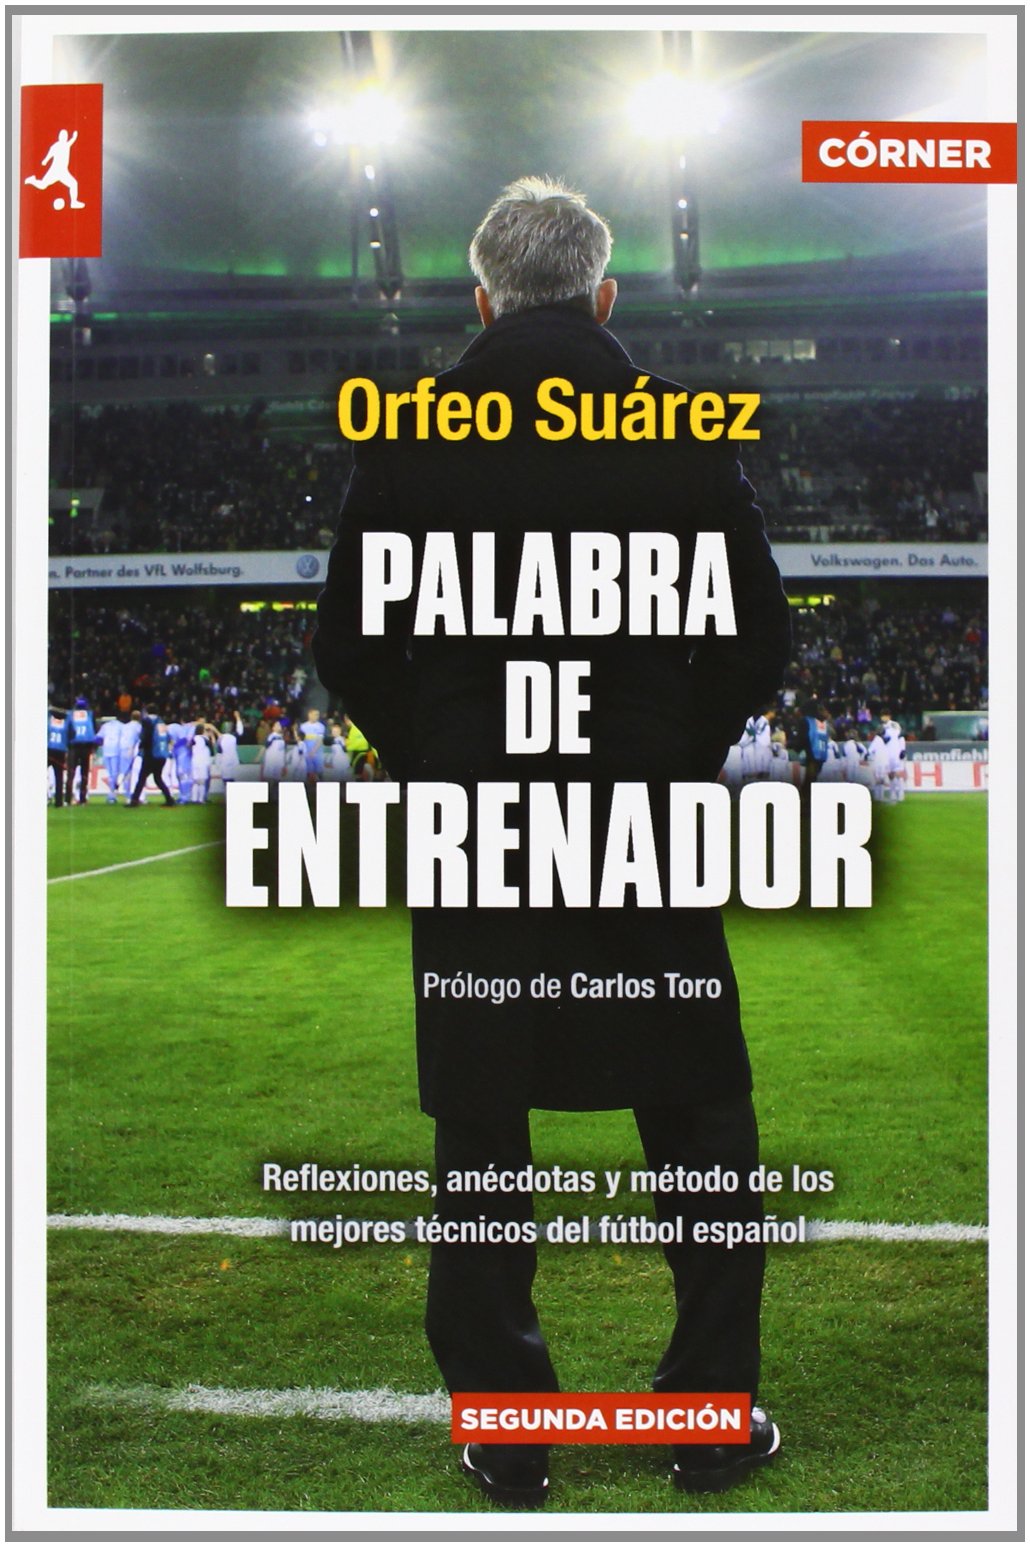 CÓRNER
Orfeo Suárez
PALABRA
DE
ENTRENADOR
n. Partner des VfL Wolfsburg.
Volkswagen. Das Auto.
empfiehl
Prólogo de Carlos Toro
Reflexiones, anécdotas y método de los
mejores técnicos del fútbol español
SEGUNDA EDICIÓN